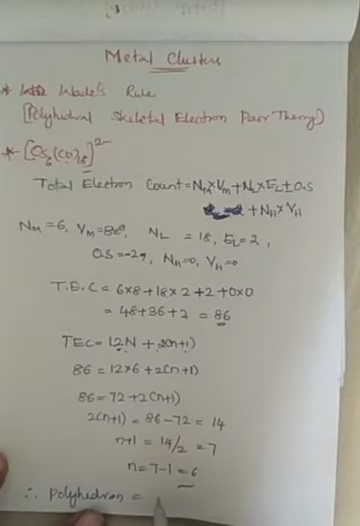 Metal Clusters
* Wade's Rule
[Polyhedral Skeletal Electron Pair Theory)
* [Os6(CO)18]2-
Total Electron Count = NM×VM + NL×EL ± O.S
+ NH×VH
NM = 6, VM = 8e⁻, NL = 18, EL = 2,
O.S = -2, NH = 0, VH = 0
T.E.C = 6×8 + 18×2 + 2 + 0×0
= 48 + 36 + 2 = 86
TEC = 12N + 2(n+1)
86 = 12×6 + 2(n+1)
86 = 72 + 2(n+1)
2(n+1) = 86 - 72 = 14
n+1 = 14/2 = 7
n = 7-1 = 6
∴ Polyhedron =